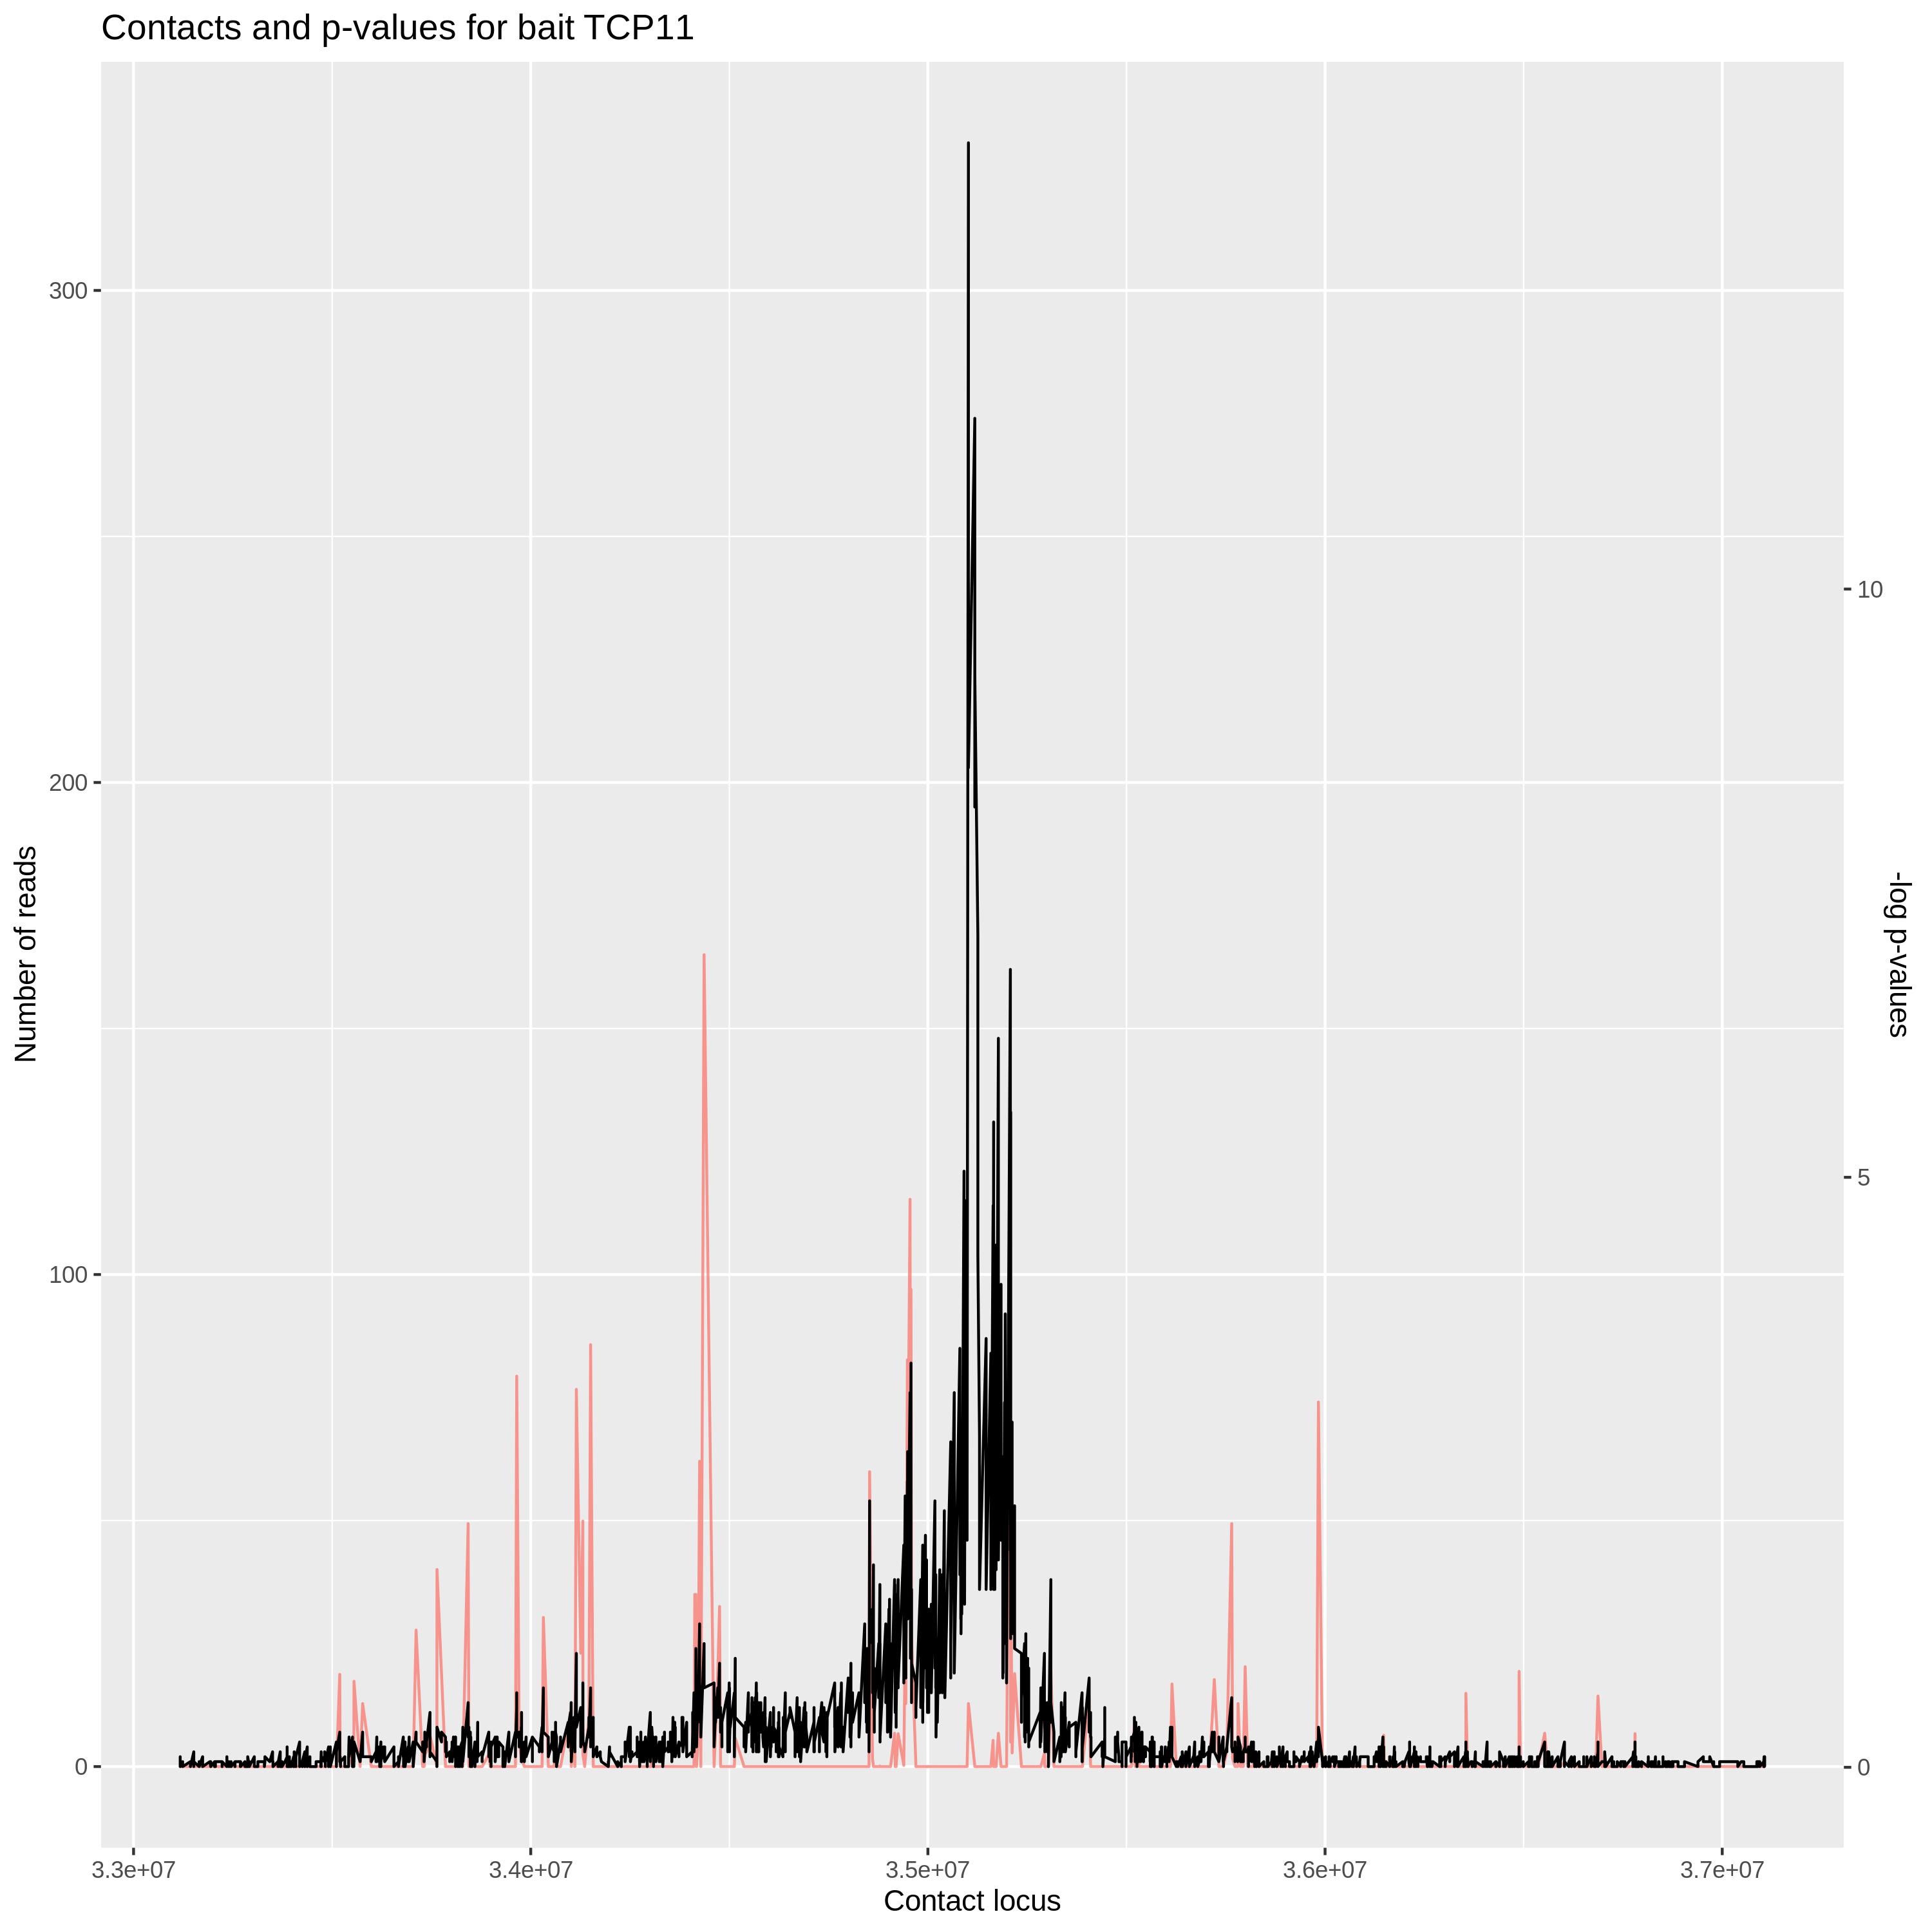 Contacts and p-values for bait TCP11
Number of reads
300
200
100
0
-log p-values
10
5
0
3.3e+07 3.4e+07 3.5e+07 3.6e+07 3.7e+07
Contact locus